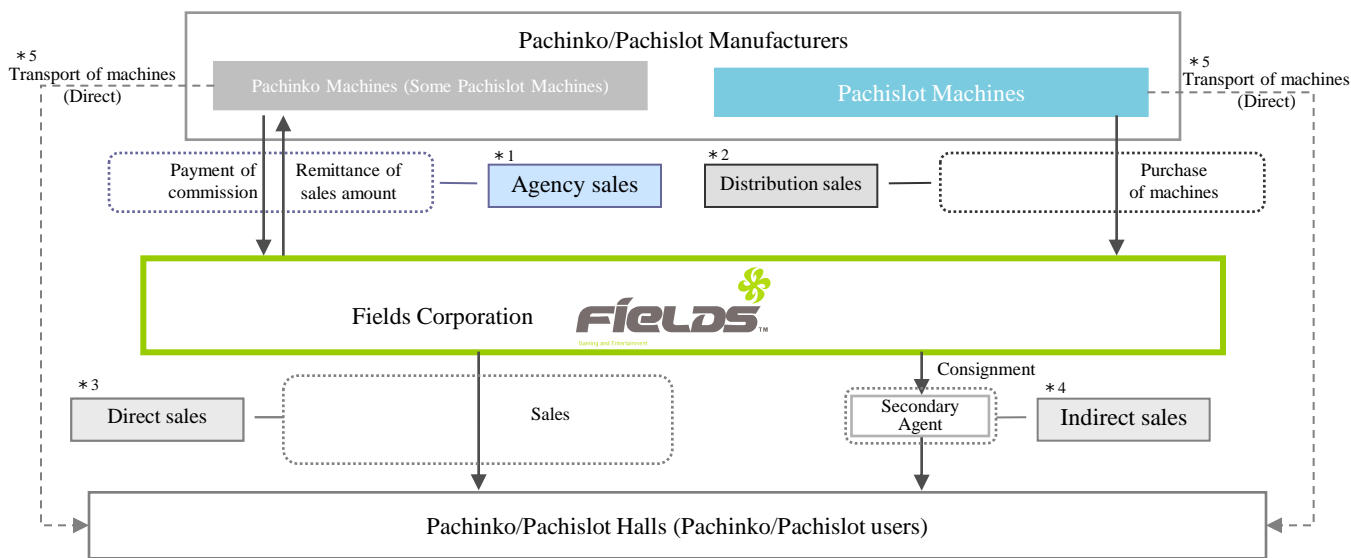 Pachinko/Pachislot Manufacturers
*5
Transport of machines
(Direct)
Pachinko Machines (Some Pachislot Machines)
Pachislot Machines
*5
Transport of machines
(Direct)
Payment of
commission
Remittance of
sales amount
*1
Agency sales
*2
Distribution sales
Purchase
of machines
Fields Corporation
FIELDS™
Gaming and Entertainment
Consignment
*3
Direct sales
Sales
Secondary
Agent
*4
Indirect sales
Pachinko/Pachislot Halls (Pachinko/Pachislot users)